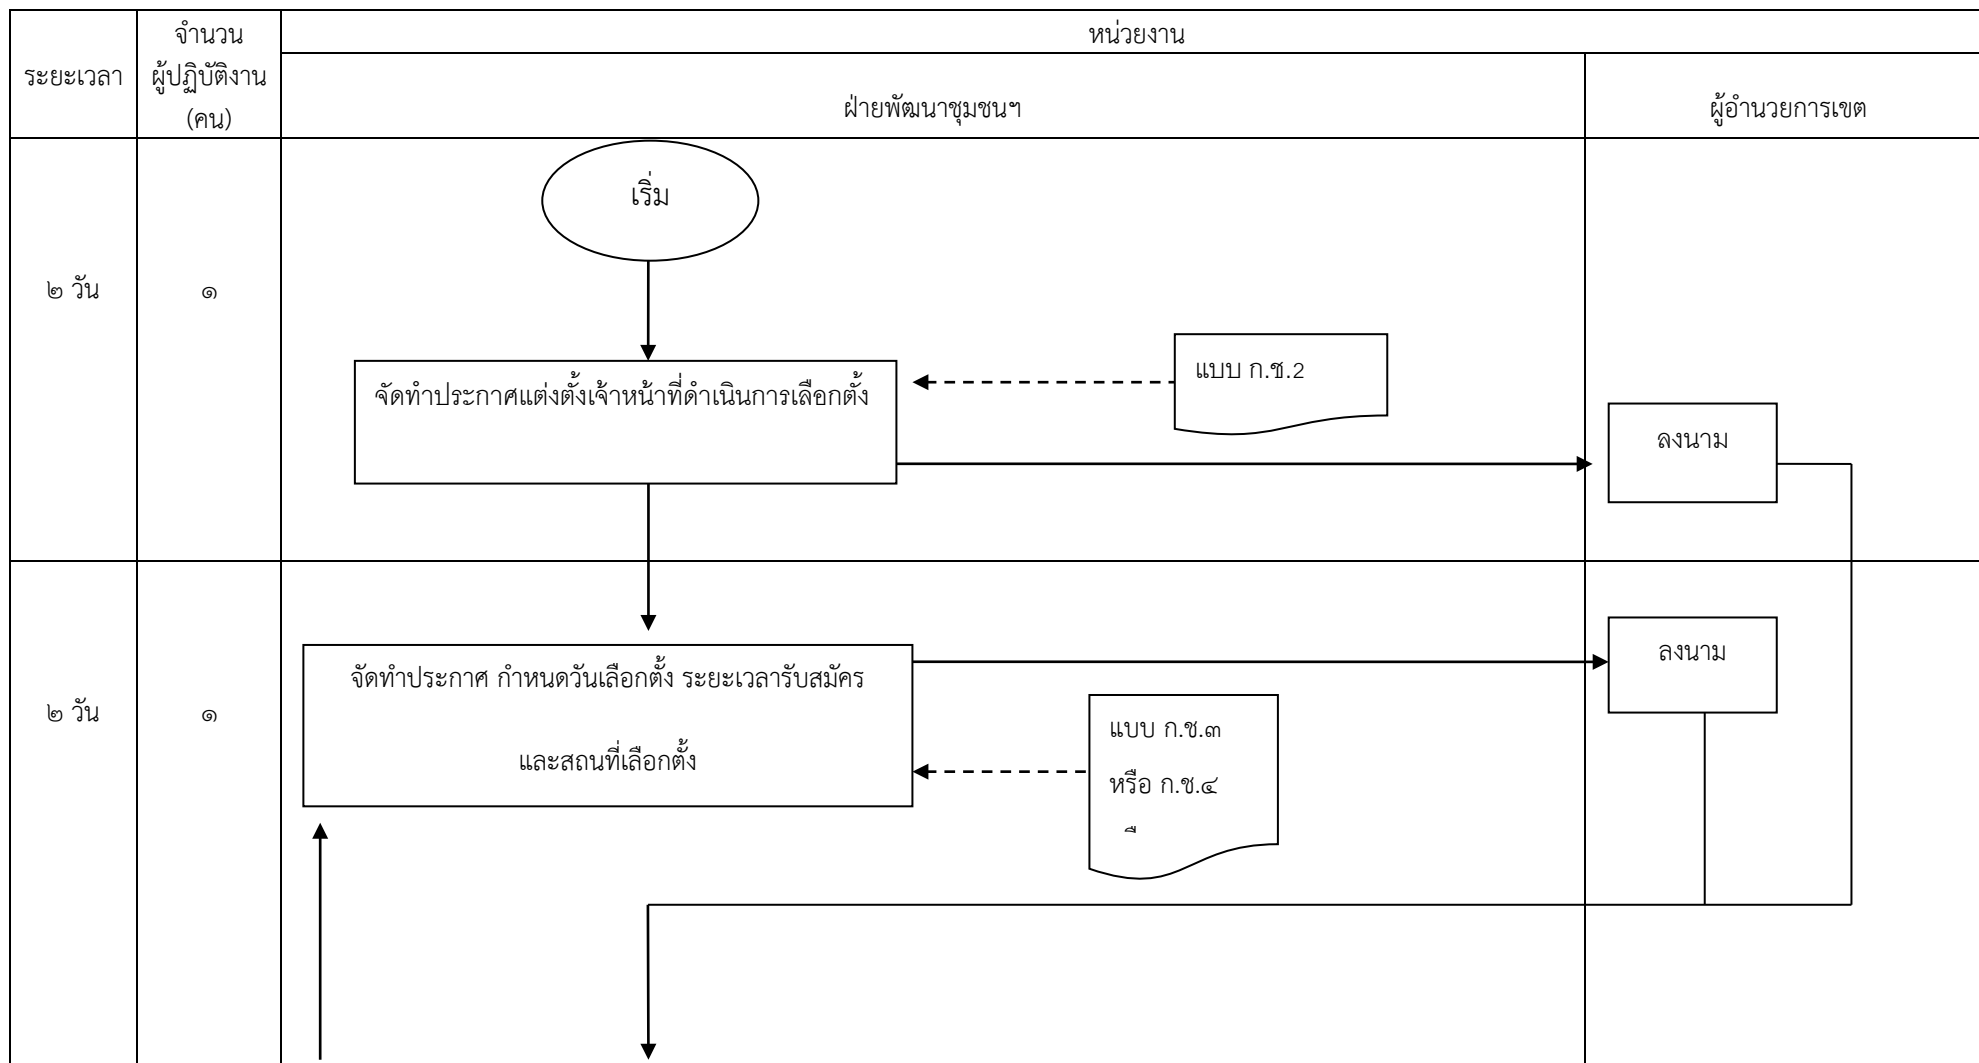 ระยะเวลา
จำนวน
ผู้ปฏิบัติงาน
(คน)
หน่วยงาน
ฝ่ายพัฒนาชุมชนฯ
ผู้อำนวยการเขต
เริ่ม
๒ วัน
๑
จัดทำประกาศแต่งตั้งเจ้าหน้าที่ดำเนินการเลือกตั้ง
แบบ ก.ช.2
ลงนาม
๒ วัน
๑
จัดทำประกาศ กำหนดวันเลือกตั้ง ระยะเวลารับสมัคร
และสถนที่เลือกตั้ง
แบบ ก.ช.๓
หรือ ก.ช.๔
ลงนาม